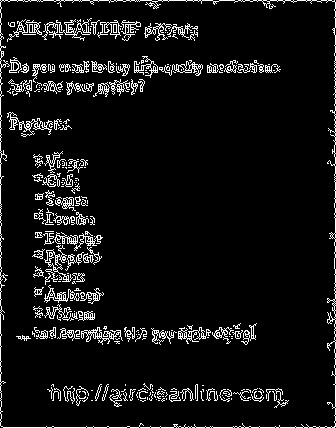 "AIR CLEAN LINE" presents:
Do you want to buy high-quality medications
and save your money?
Products:
* Viagra
* Cialis
* Soma
* Levitra
* Propecia
* Xanax
* Ambien
* Valium
... and everything else you might desire!
http://aircleanline.com